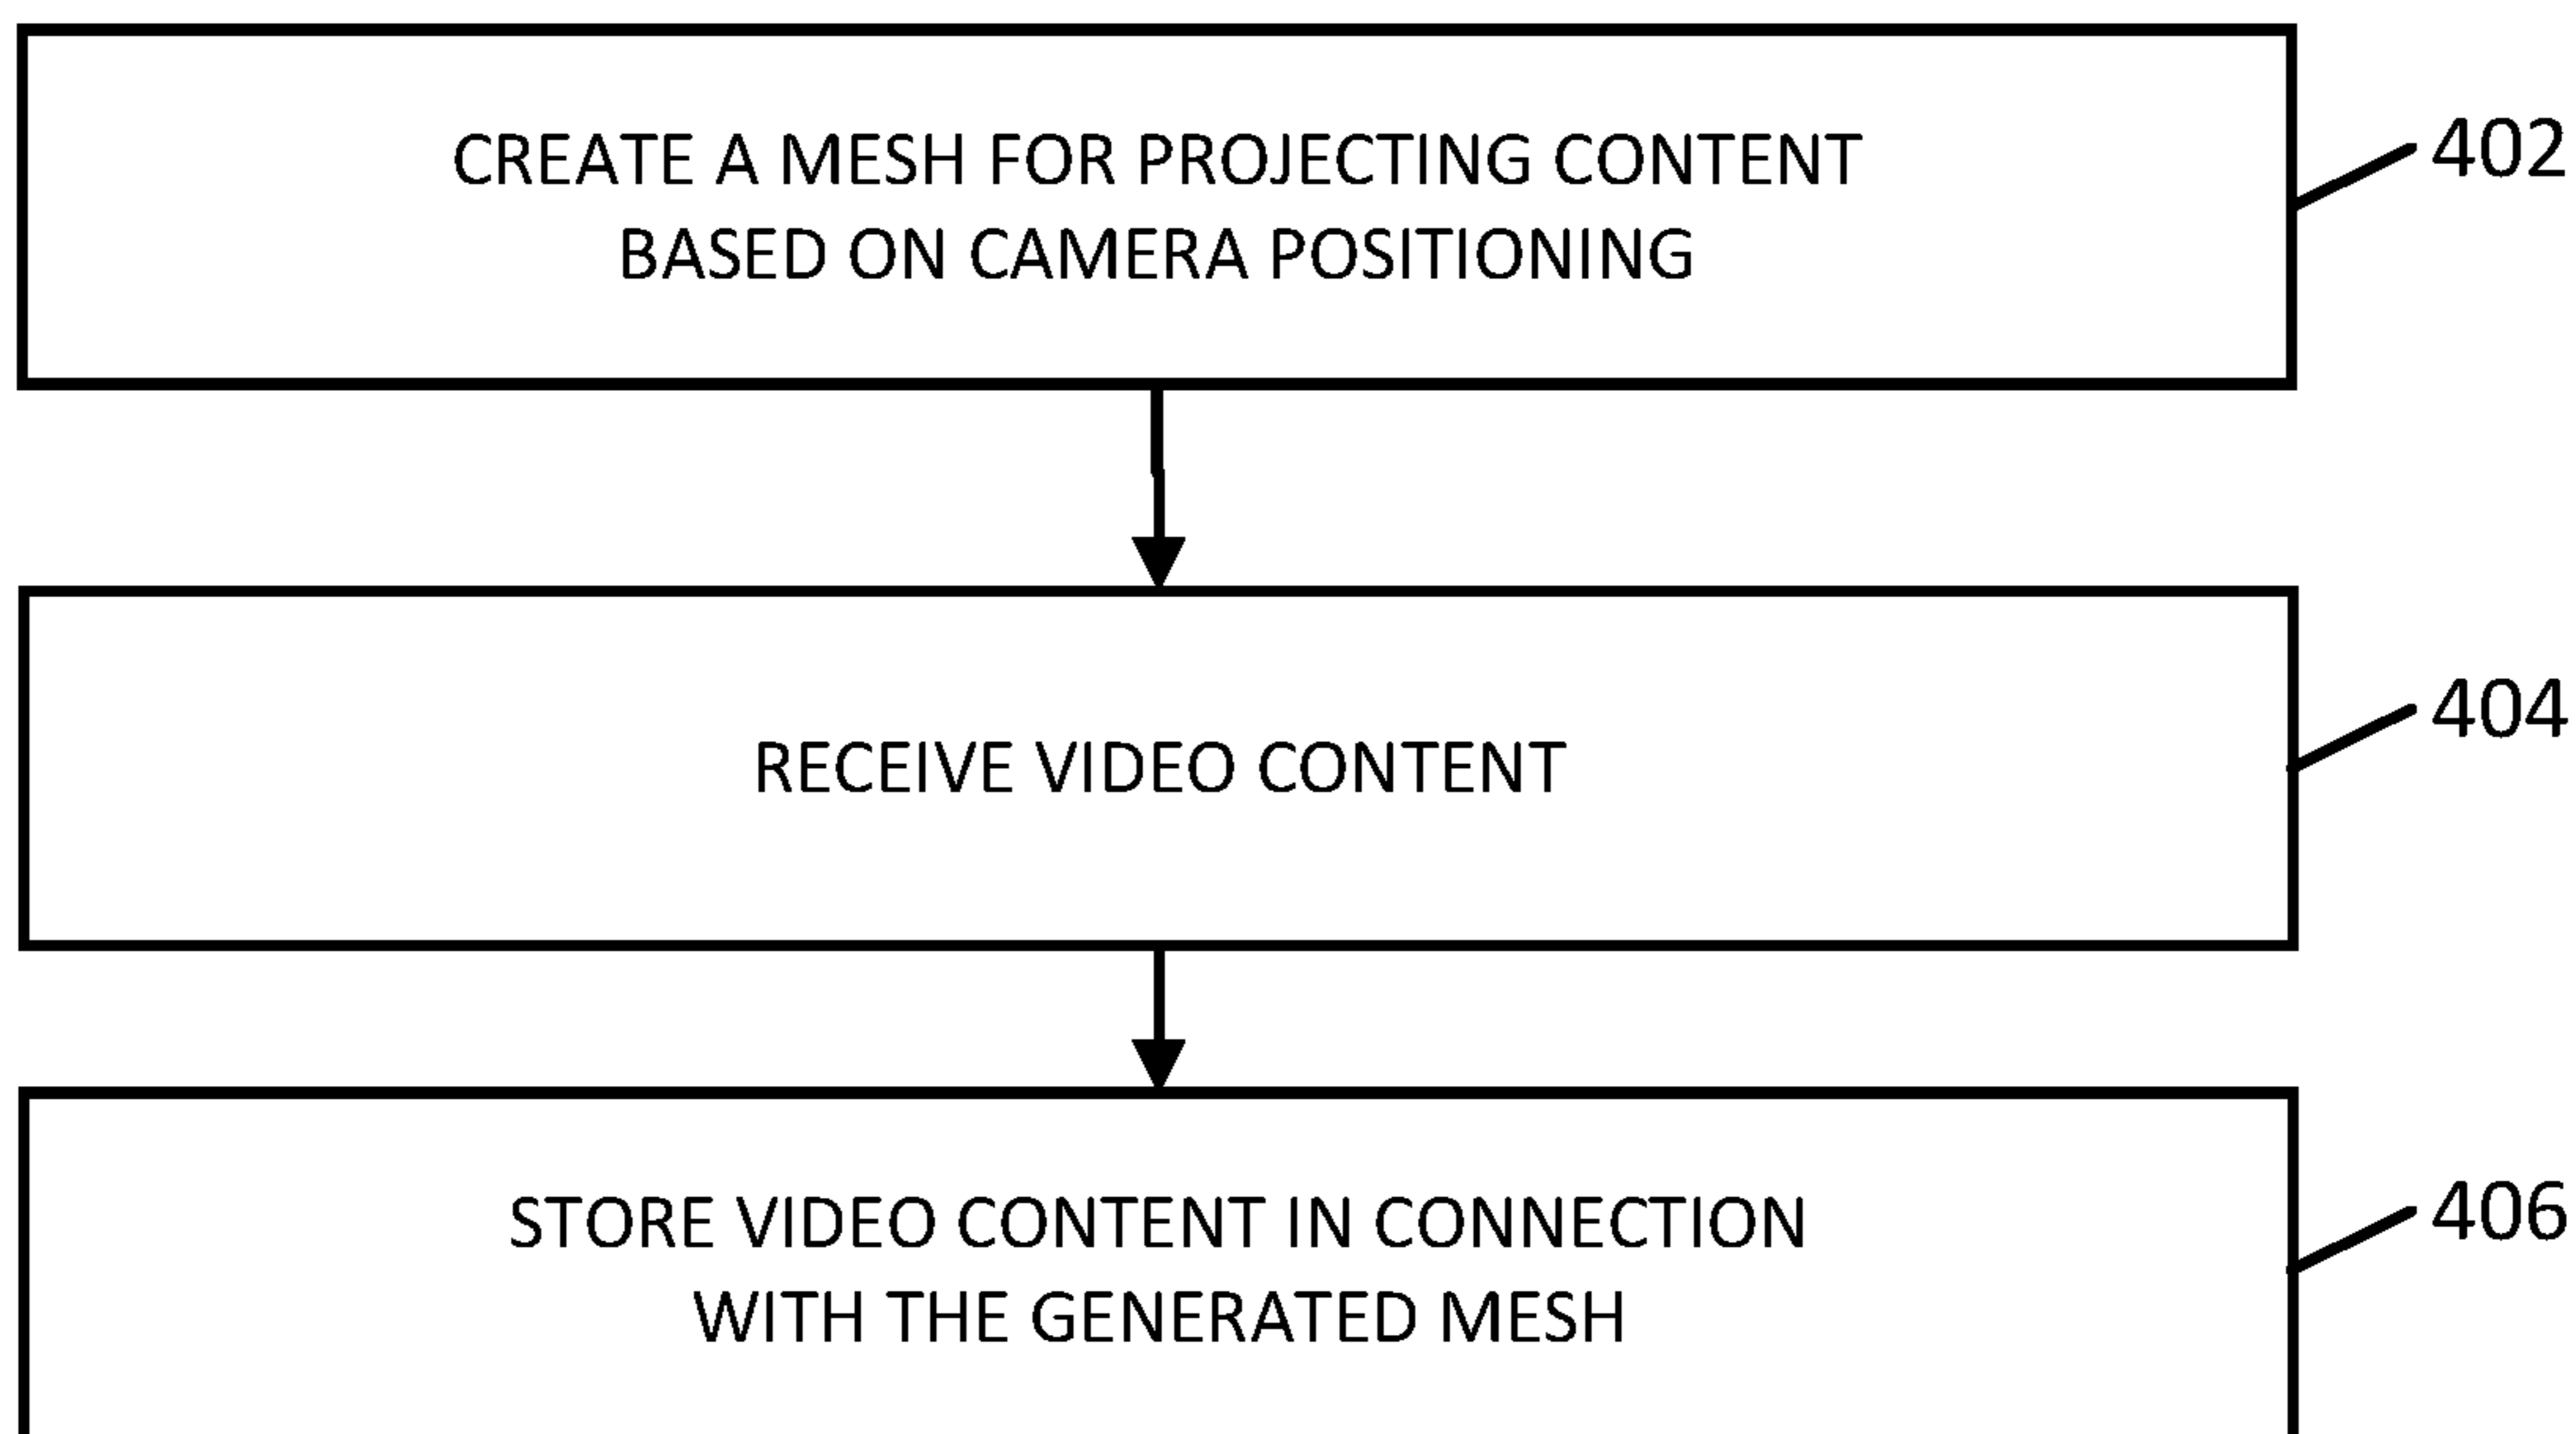 CREATE A MESH FOR PROJECTING CONTENT
BASED ON CAMERA POSITIONING
402
RECEIVE VIDEO CONTENT
404
STORE VIDEO CONTENT IN CONNECTION
WITH THE GENERATED MESH
406